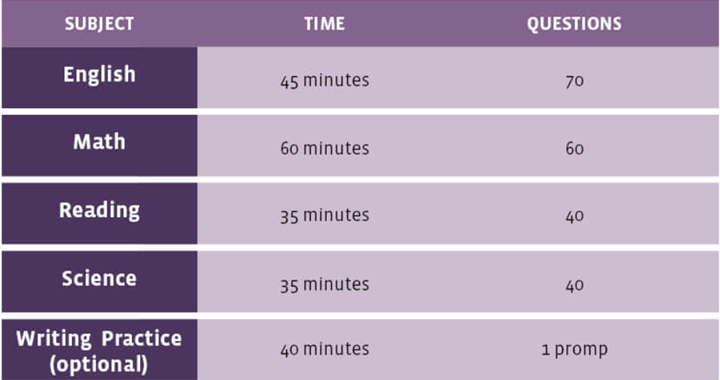 SUBJECT TIME QUESTIONS
English 45 minutes 70
Math 60 minutes 60
Reading 35 minutes 40
Science 35 minutes 40
Writing Practice
(optional) 40 minutes 1 promp